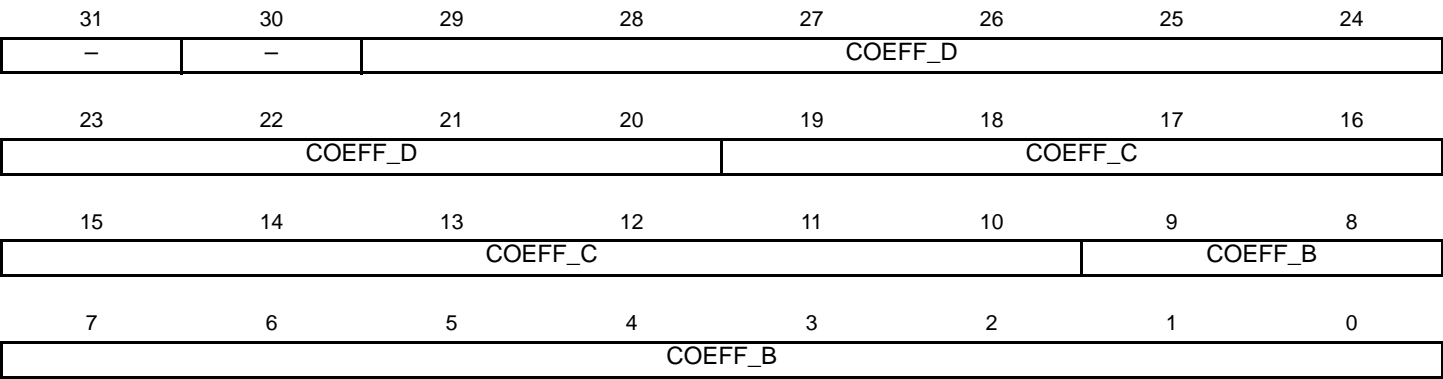 31 30 29 28 27 26 25 24
– – COEFF_D
23 22 21 20 19 18 17 16
COEFF_D COEFF_C
15 14 13 12 11 10 9 8
COEFF_C COEFF_B
7 6 5 4 3 2 1 0
COEFF_B